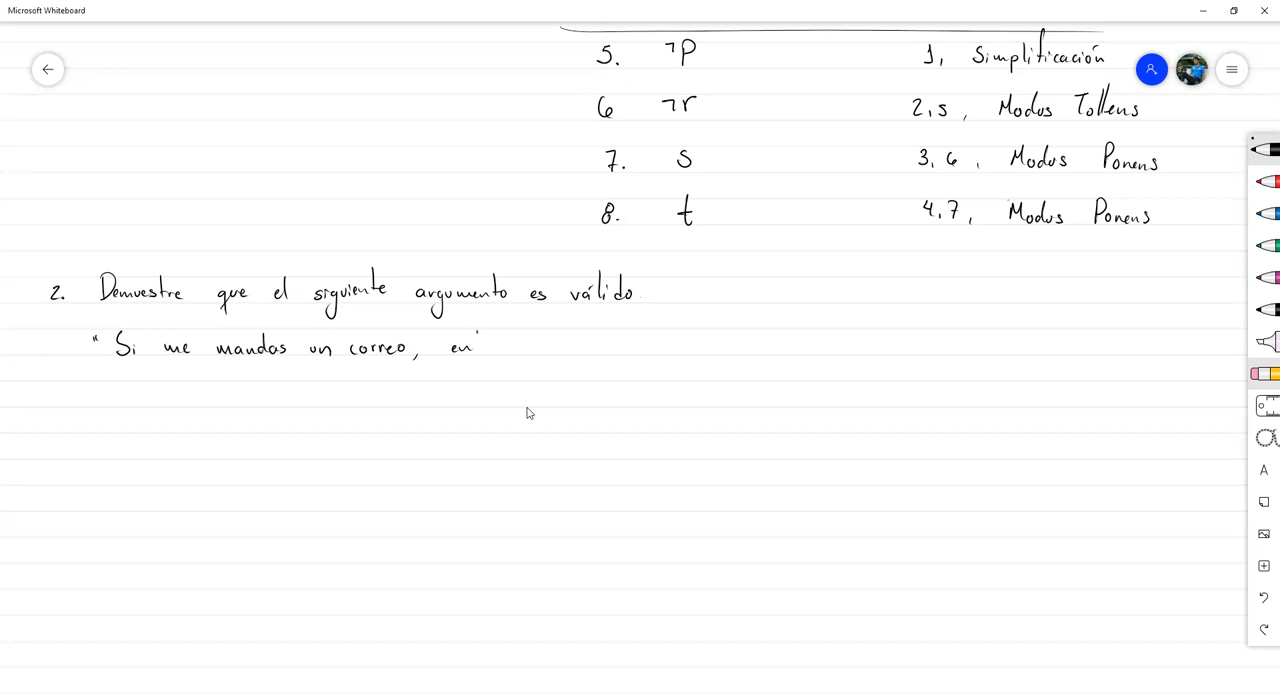 Microsoft Whiteboard
5. ¬P 1, Simplificación
6 ¬r 2,5, Modus Tollens
7. s 3,6, Modus Ponens
8. t 4,7, Modus Ponens
2. Demuestre que el siguiente argumento es válido.
" Si me mandas un correo, en
A